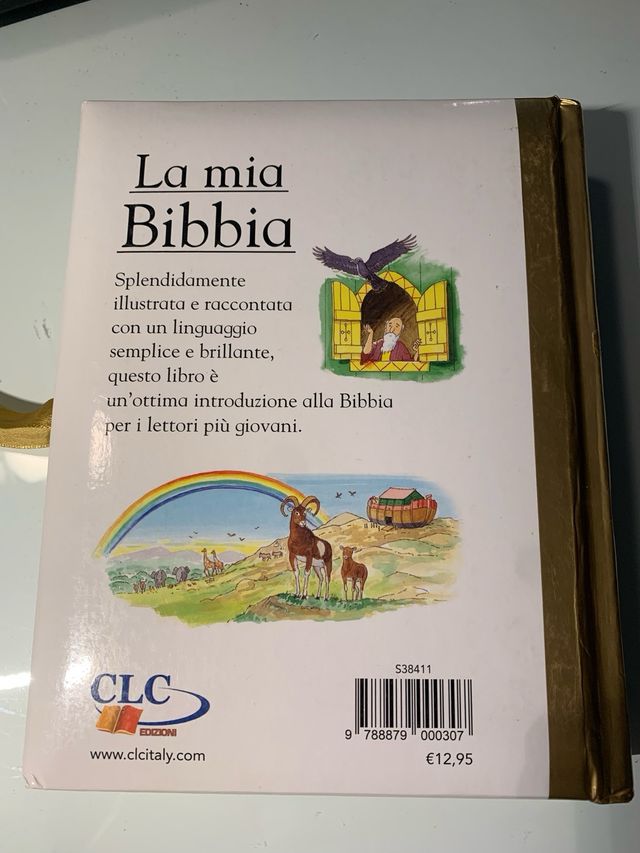 La mia
Bibbia
Splendidamente
illustrata e raccontata
con un linguaggio
semplice e brillante,
questo libro è
un'ottima introduzione alla Bibbia
per i lettori più giovani.
CLC
EDIZIONI
www.clcitaly.com
S38411
9 788879 000307
€12,95